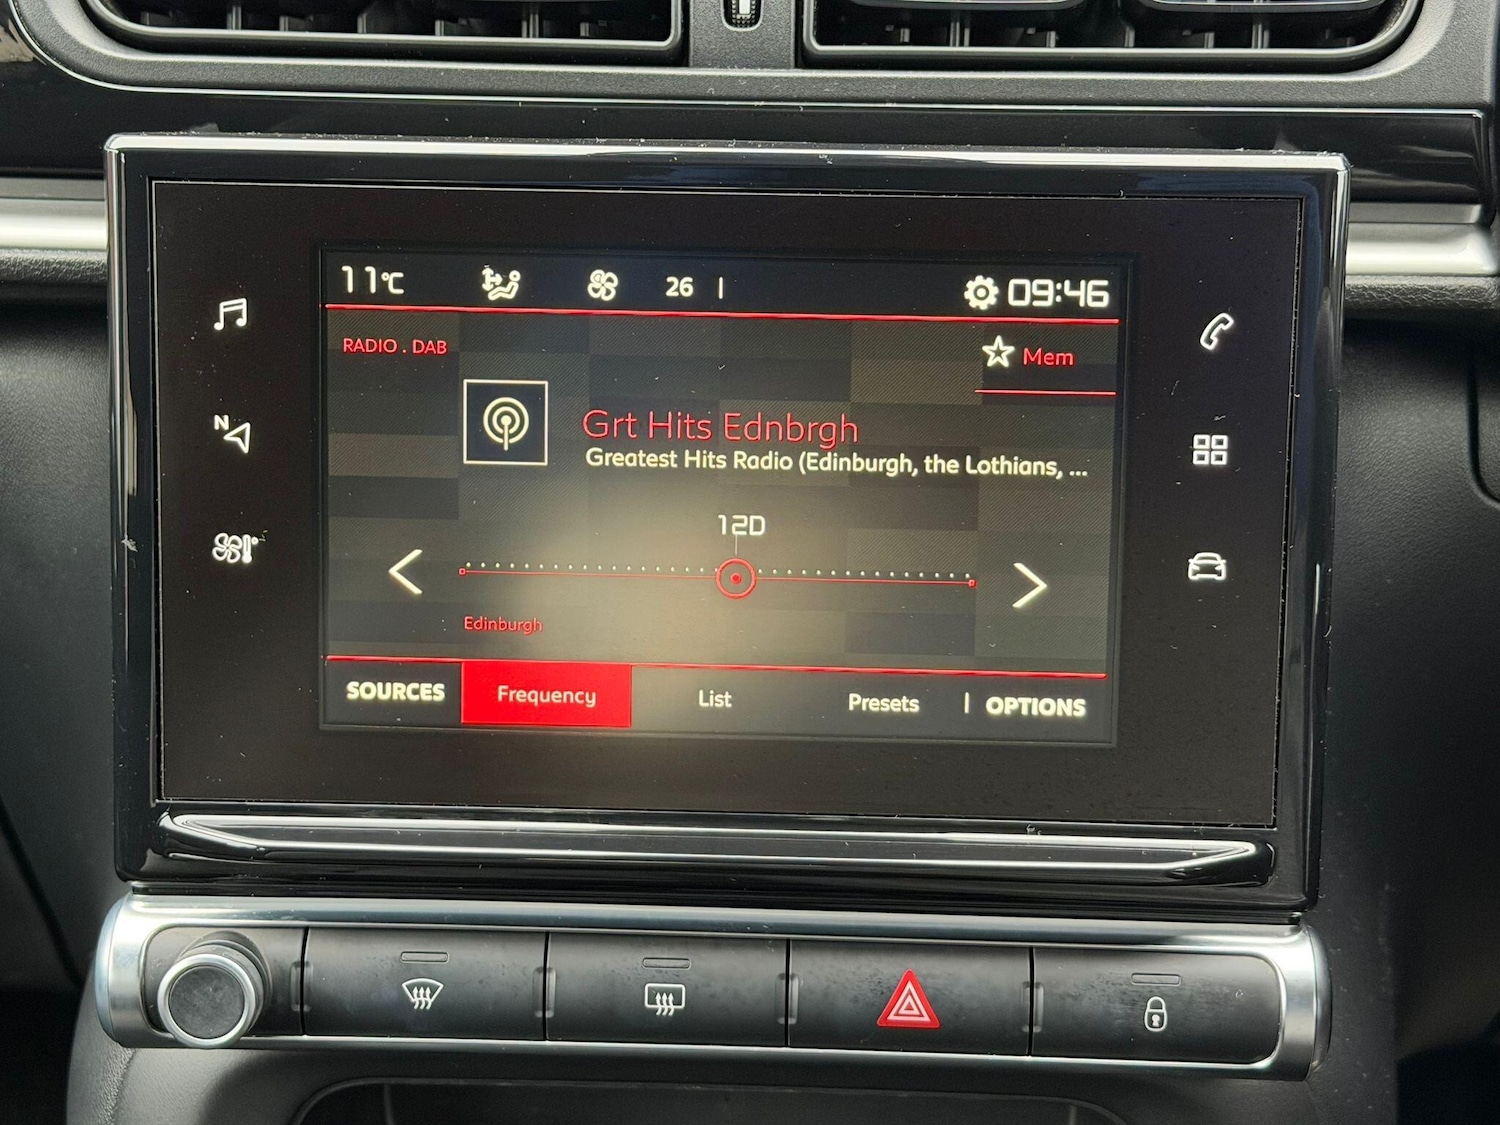 11°C 26 | 09:46
RADIO . DAB
Mem
Grt Hits Ednbrgh
Greatest Hits Radio (Edinburgh, the Lothians, ...
12D
Edinburgh
SOURCES Frequency List Presets | OPTIONS
N